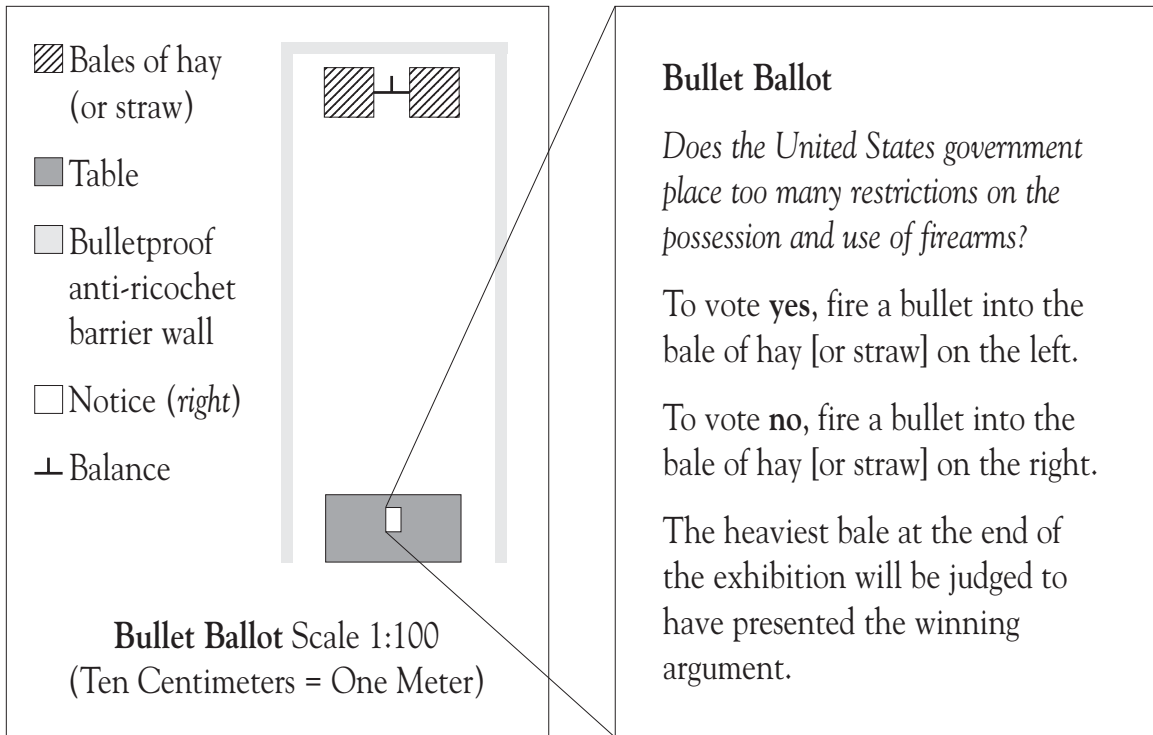 Bales of hay
(or straw)
Table
Bulletproof
anti-ricochet
barrier wall
Notice (right)
Balance
Bullet Ballot Scale 1:100
(Ten Centimeters = One Meter)
Bullet Ballot
Does the United States government
place too many restrictions on the
possession and use of firearms?
To vote yes, fire a bullet into the
bale of hay [or straw] on the left.
To vote no, fire a bullet into the
bale of hay [or straw] on the right.
The heaviest bale at the end of
the exhibition will be judged to
have presented the winning
argument.